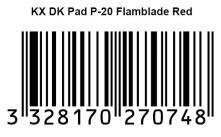 KX DK Pad P-20 Flamblade Red
3 328170 270748